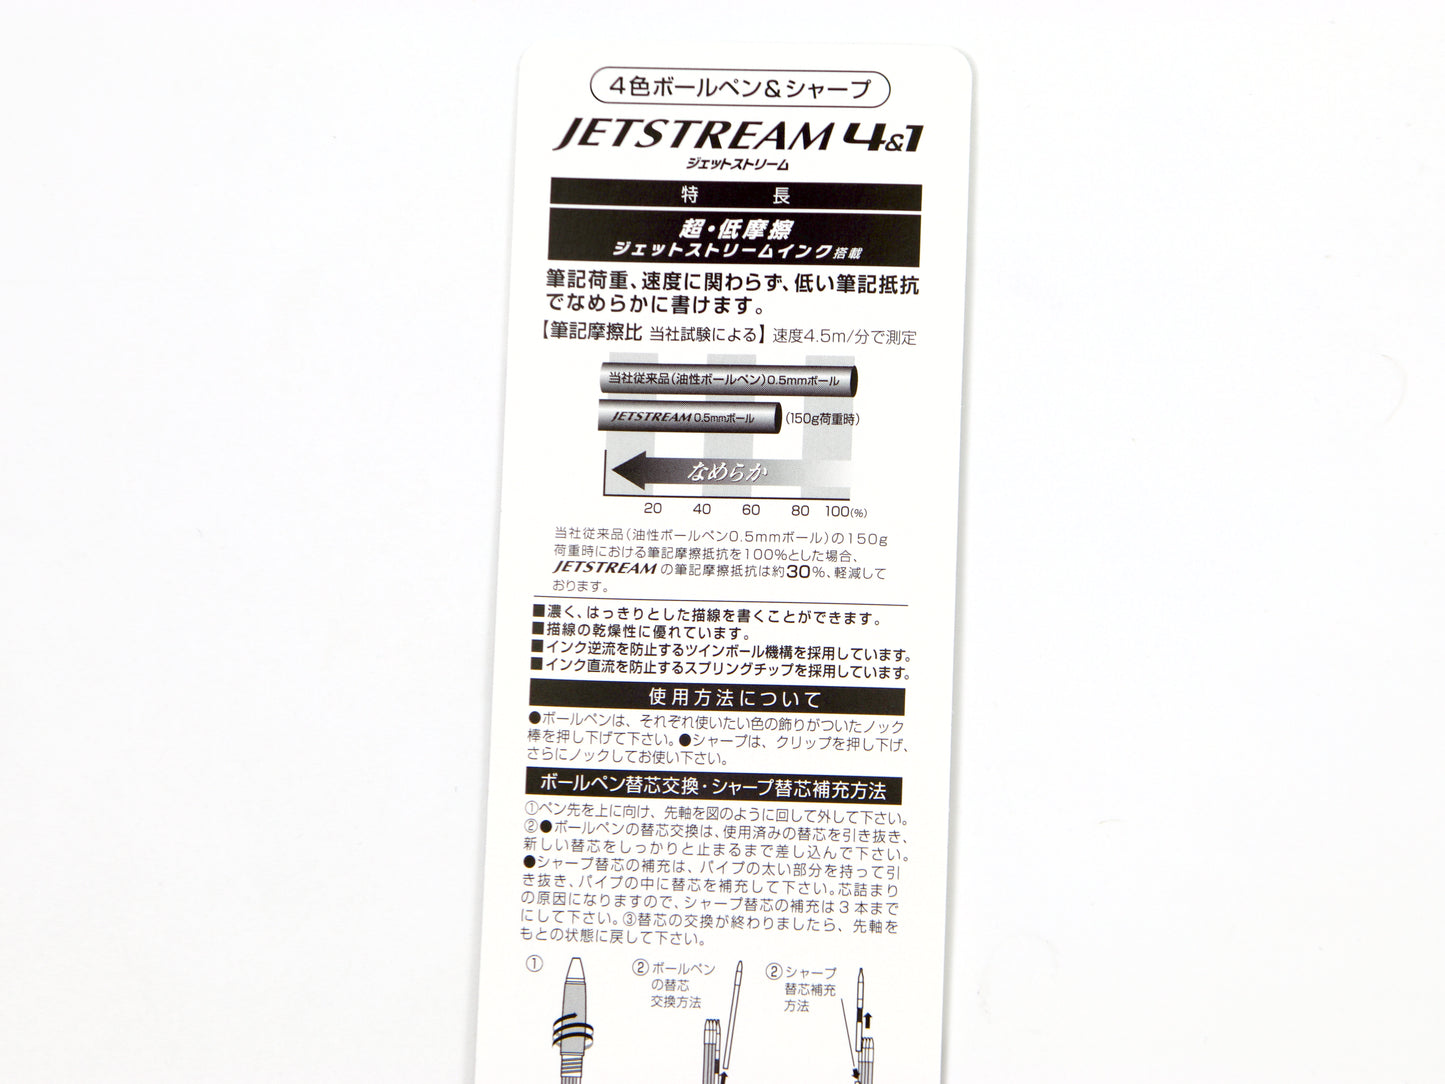 4色ボールペン&シャープ
JETSTREAM 4&1
ジェットストリーム
特長
超・低摩擦
ジェットストリームインク搭載
筆記荷重、速度に関わらず、低い筆記抵抗
でなめらかに書けます。
【筆記摩擦比 当社試験による】速度4.5m/分で測定
当社従来品(油性ボールペン)0.5mmボール
JETSTREAM 0.5mmボール (150g荷重時)
なめらか
20 40 60 80 100(%)
当社従来品(油性ボールペン0.5mmボール)の150g
荷重時における筆記摩擦抵抗を100%とした場合、
JETSTREAMの筆記摩擦抵抗は約30%、軽減して
おります。
■濃く、はっきりとした描線を書くことができます。
■描線の乾燥性に優れています。
■インク逆流を防止するツインボール機構を採用しています。
■インク直流を防止するスプリングチップを採用しています。
使用方法について
●ボールペンは、それぞれ使いたい色の飾りがついたノック
棒を押し下げて下さい。●シャープは、クリップを押し下げ、
さらにノックしてお使い下さい。
ボールペン替芯交換・シャープ替芯補充方法
①ペン先を上に向け、先軸を図のように回して外して下さい。
②●ボールペンの替芯交換は、使用済みの替芯を引き抜き、
新しい替芯をしっかりと止まるまで差し込んで下さい。
●シャープ替芯の補充は、パイプの太い部分を持って引
き抜き、パイプの中に替芯を補充して下さい。芯詰まり
の原因になりますので、シャープ替芯の補充は3本まで
にして下さい。③替芯の交換が終わりましたら、先軸を
もとの状態に戻して下さい。
①
②ボールペン
の替芯
交換方法
②シャープ
替芯補充
方法